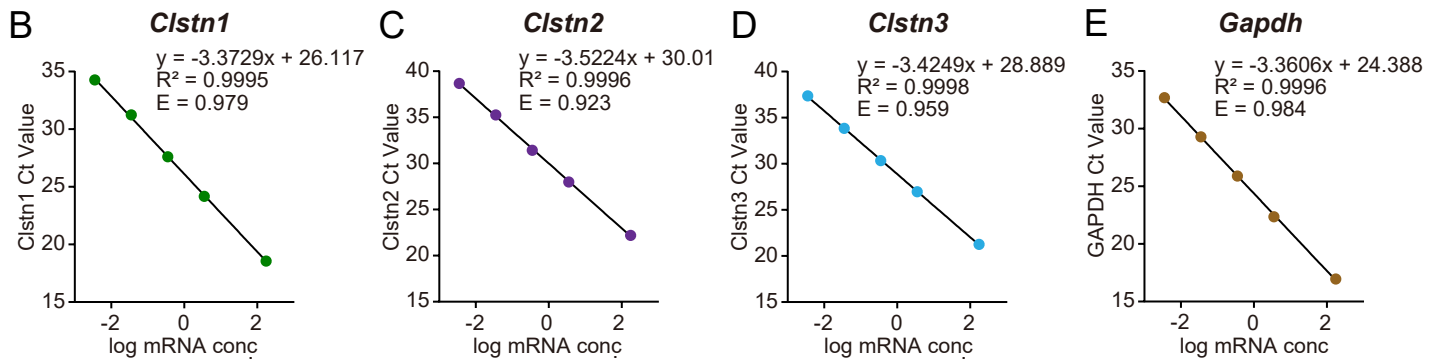 B
Clstn1
y = -3.3729x + 26.117
R² = 0.9995
E = 0.979
Clstn1 Ct Value
35
30
25
20
15
-2
0
2
log mRNA conc
C
Clstn2
y = -3.5224x + 30.01
R² = 0.9996
E = 0.923
Clstn2 Ct Value
40
35
30
25
20
15
-2
0
2
log mRNA conc
D
Clstn3
y = -3.4249x + 28.889
R² = 0.9998
E = 0.959
Clstn3 Ct Value
40
35
30
25
20
15
-2
0
2
log mRNA conc
E
Gapdh
y = -3.3606x + 24.388
R² = 0.9996
E = 0.984
GAPDH Ct Value
35
30
25
20
15
-2
0
2
log mRNA conc